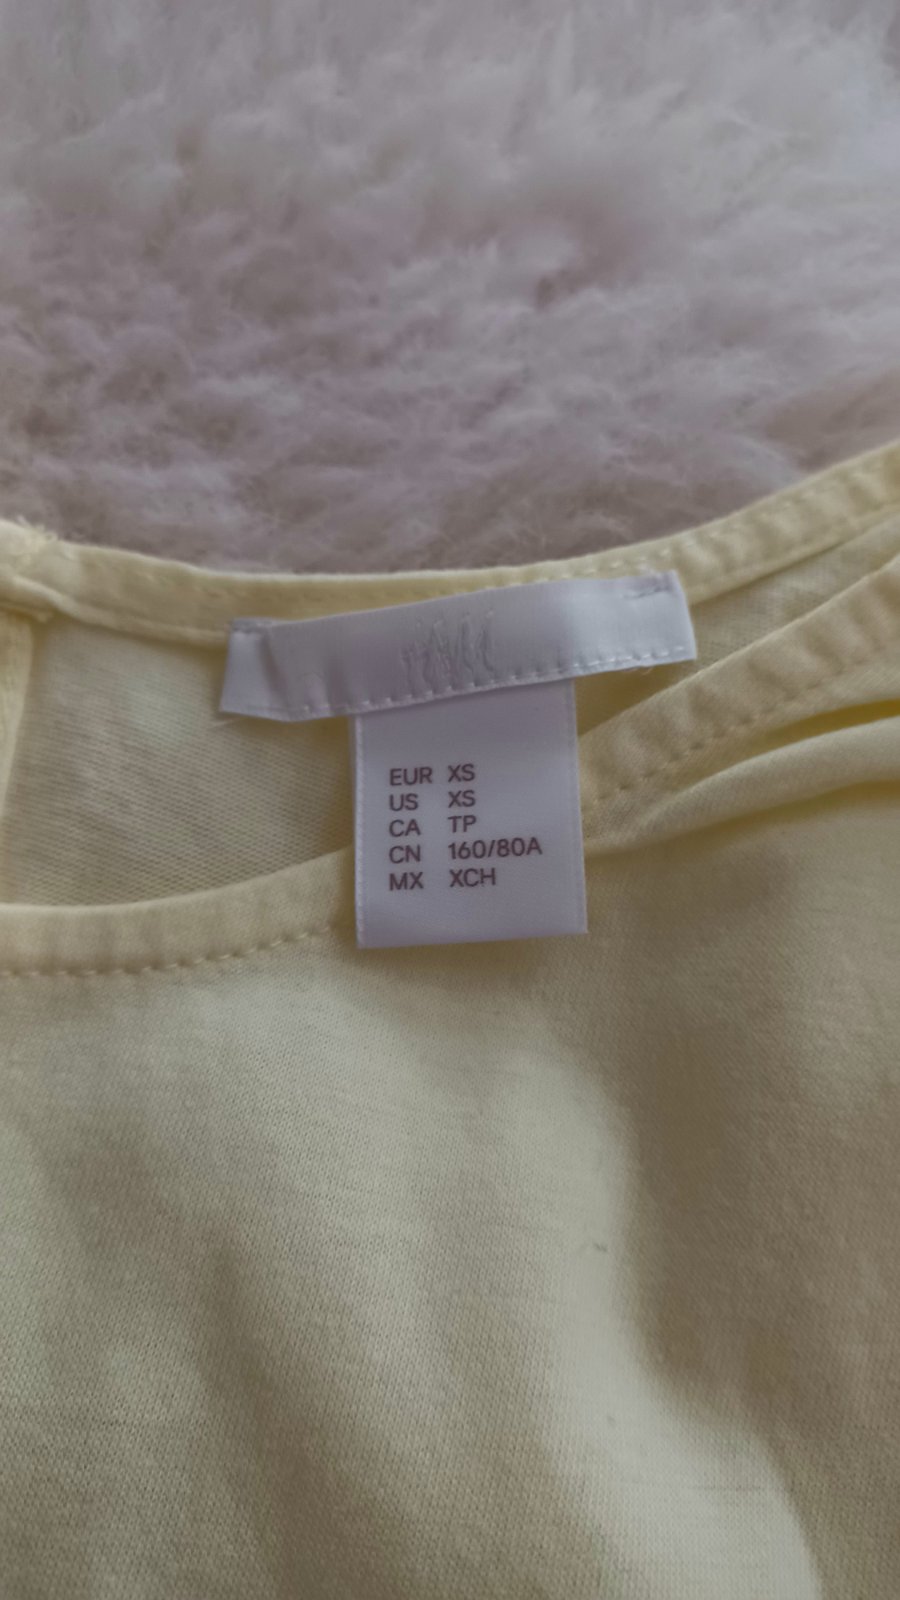 EUR XS
US XS
CA TP
CN 160/80A
MX XCH